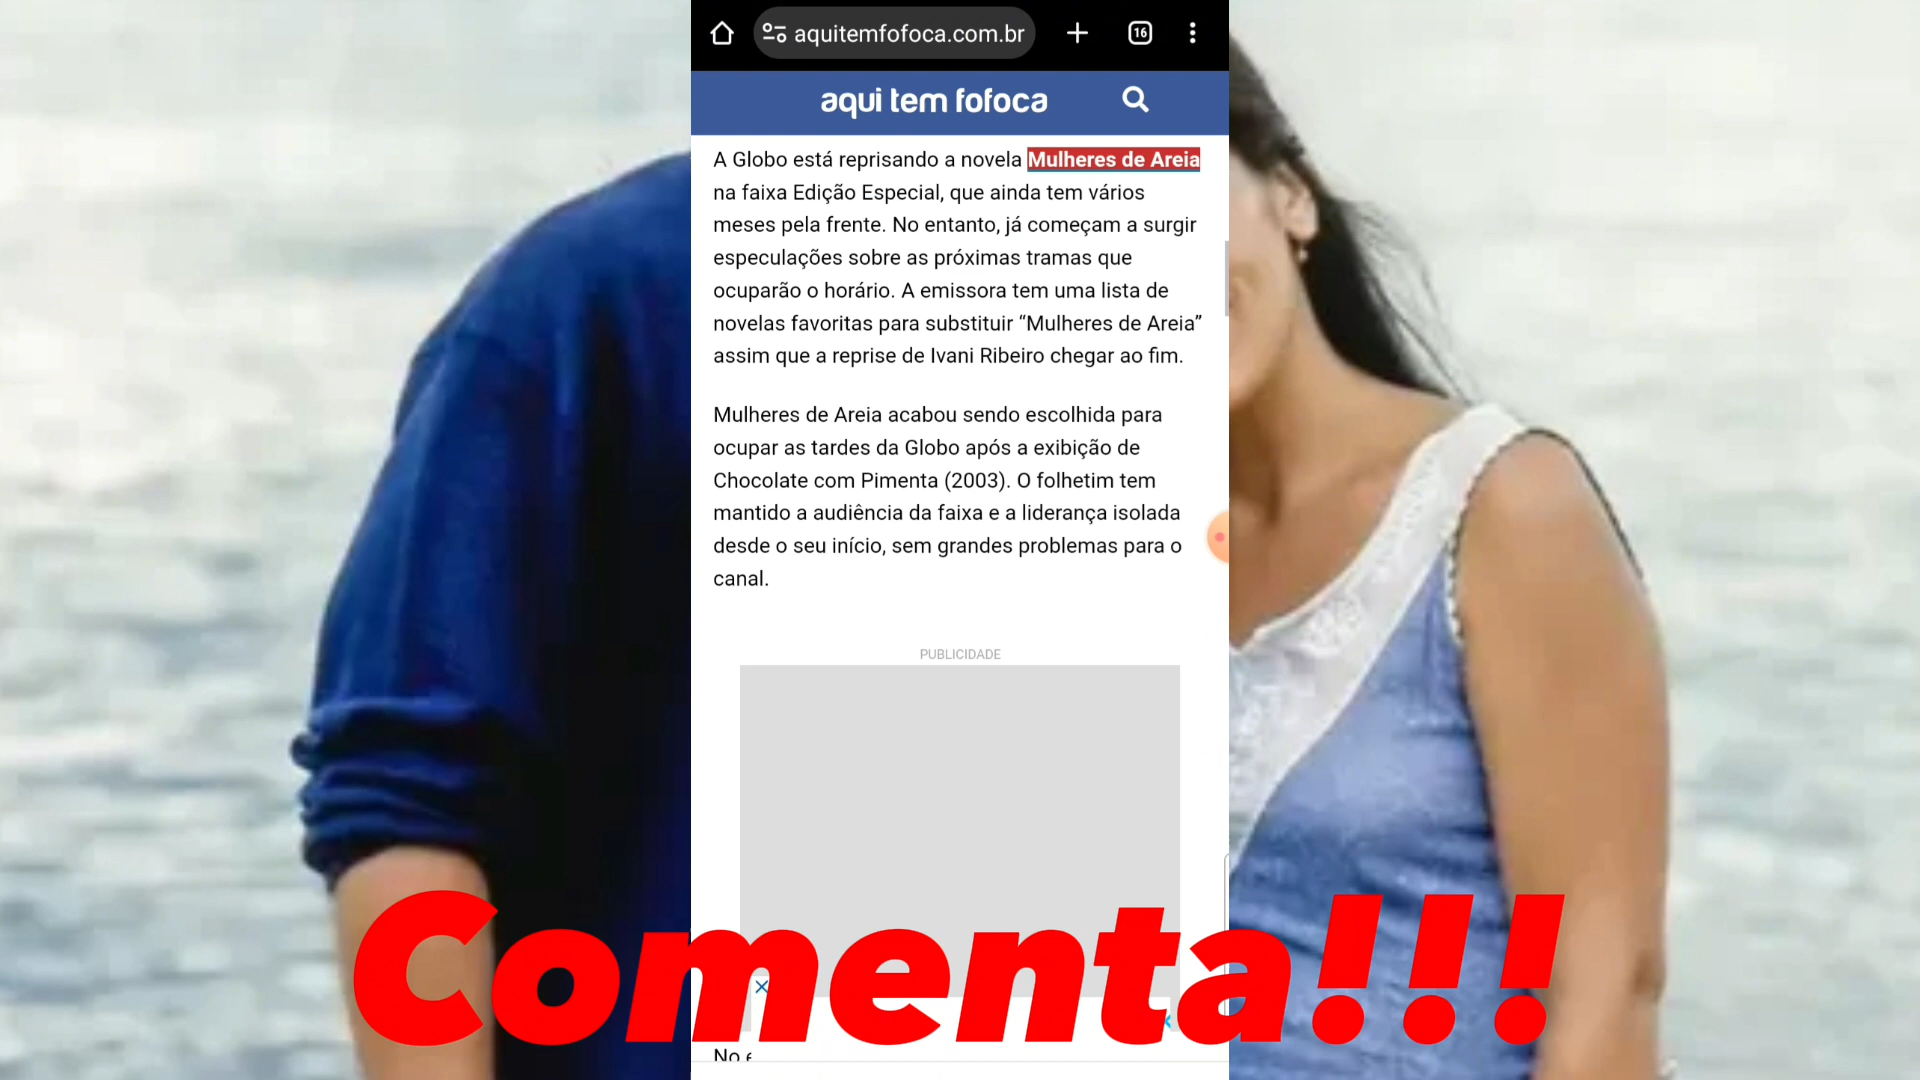 aquitemfofoca.com.br
16
aqui tem fofoca
A Globo está reprisando a novela Mulheres de Areia
na faixa Edição Especial, que ainda tem vários
meses pela frente. No entanto, já começam a surgir
especulações sobre as próximas tramas que
ocuparão o horário. A emissora tem uma lista de
novelas favoritas para substituir “Mulheres de Areia”
assim que a reprise de Ivani Ribeiro chegar ao fim.
Mulheres de Areia acabou sendo escolhida para
ocupar as tardes da Globo após a exibição de
Chocolate com Pimenta (2003). O folhetim tem
mantido a audiência da faixa e a liderança isolada
desde o seu início, sem grandes problemas para o
canal.
PUBLICIDADE
Comenta!!!
No